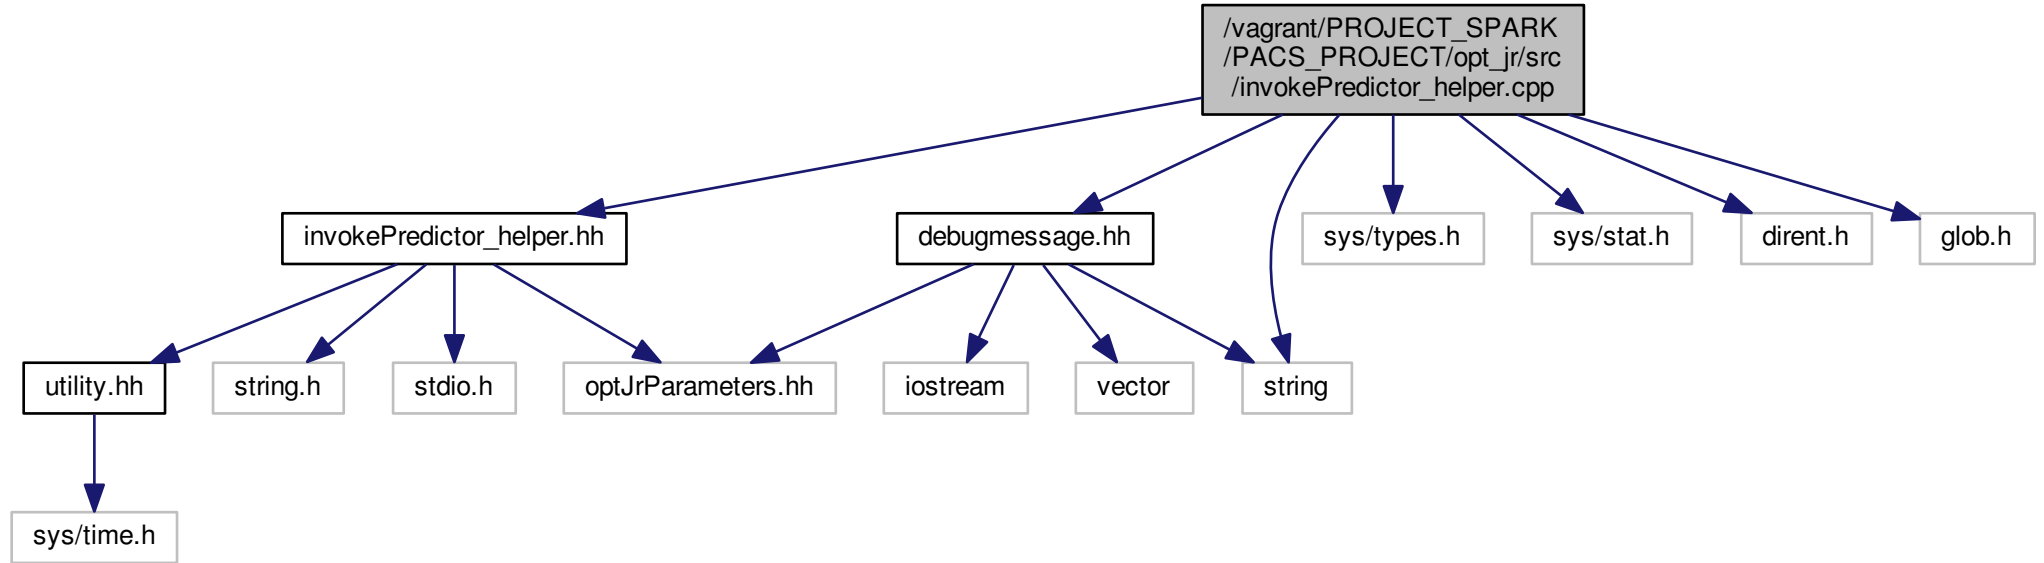 /vagrant/PROJECT_SPARK
/PACS_PROJECT/opt_jr/src
/invokePredictor_helper.cpp
invokePredictor_helper.hh
debugmessage.hh
sys/types.h
sys/stat.h
dirent.h
glob.h
utility.hh
string.h
stdio.h
optJrParameters.hh
iostream
vector
string
sys/time.h